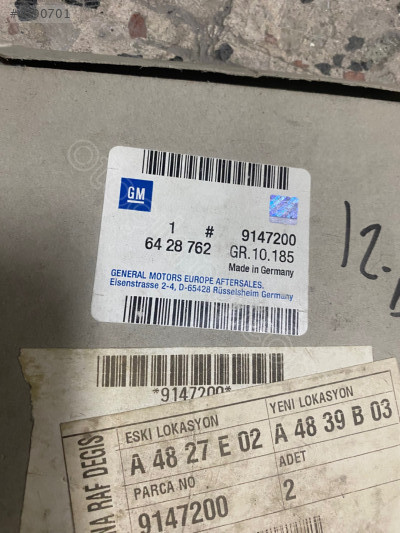 GM
1 # 9147200
64 28 762 GR.10.185
Made in Germany
GENERAL MOTORS EUROPE AFTERSALES.
Eisenstrasse 2-4, D-65428 Rüsselsheim Germany
12.
*9147200*
ESKI LOKASYON YENI LOKASYON
A 48 27 E 02 A 48 39 B 03
PARCA NO ADET
9147200 2
NA RAF DEGIS